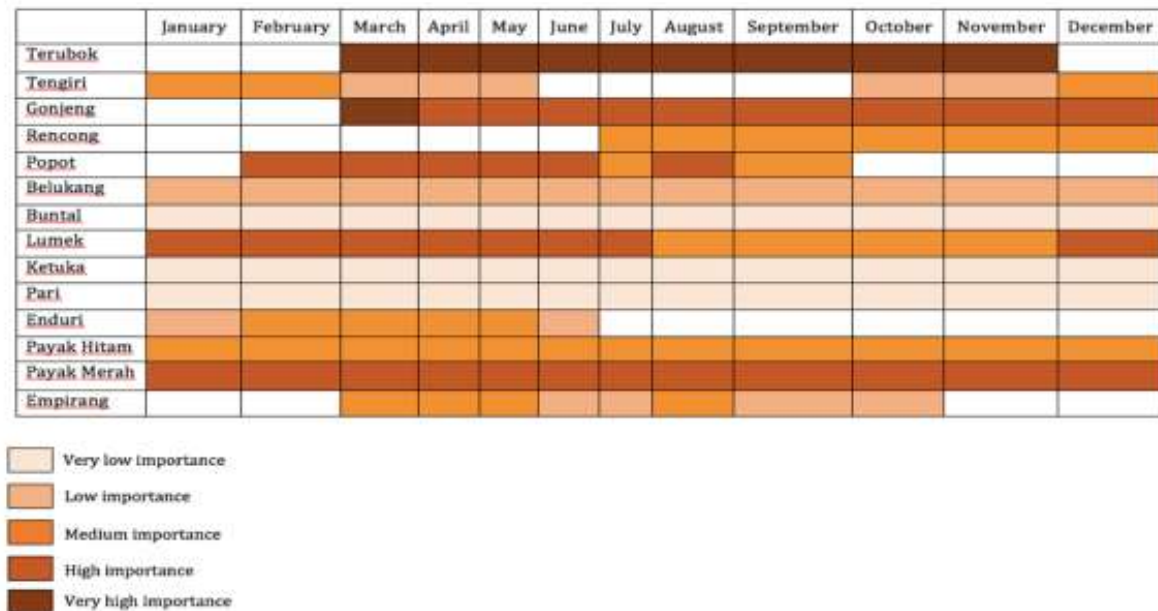 January February March April May June July August September October November December
Terubok
Tengiri
Gonjeng
Rencong
Popot
Belukang
Buntal
Lumek
Ketuka
Pari
Enduri
Payak Hitam
Payak Merah
Empirang
Very low importance
Low importance
Medium importance
High importance
Very high importance